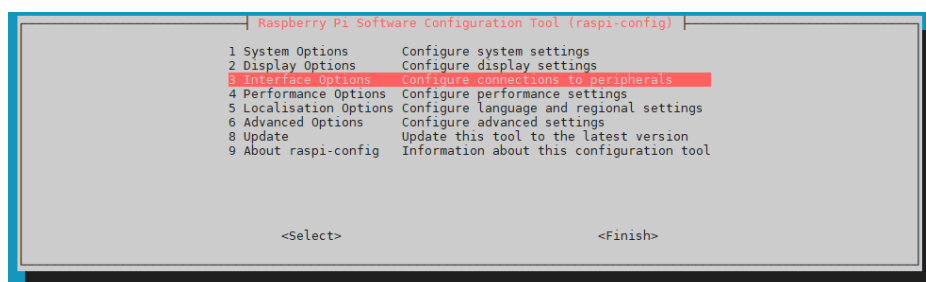 Raspberry Pi Software Configuration Tool (raspi-config)
1 System Options Configure system settings
2 Display Options Configure display settings
3 Interface Options Configure connections to peripherals
4 Performance Options Configure performance settings
5 Localisation Options Configure language and regional settings
6 Advanced Options Configure advanced settings
8 Update Update this tool to the latest version
9 About raspi-config Information about this configuration tool
<Select> <Finish>